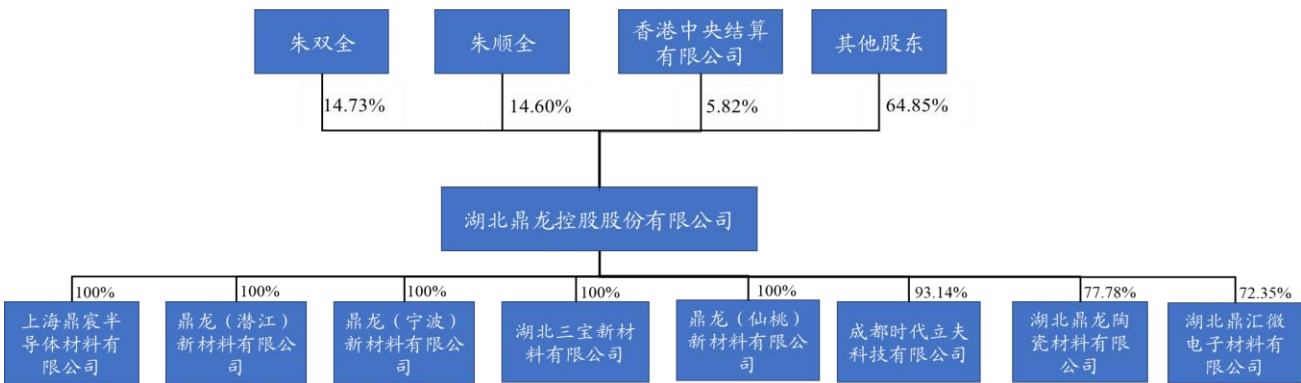 朱双全
朱顺全
香港中央结算
有限公司
其他股东
14.73%
14.60%
5.82%
64.85%
湖北鼎龙控股股份有限公司
100%
100%
100%
100%
100%
93.14%
77.78%
72.35%
上海鼎宸半
导体材料有
限公司
鼎龙（潜江）
新材料有限公
司
鼎龙（宁波）
新材料有限公
司
湖北三宝新材
料有限公司
鼎龙（仙桃）
新材料有限公
司
成都时代立夫
科技有限公司
湖北鼎龙陶
瓷材料有限
公司
湖北鼎汇微
电子材料有
限公司